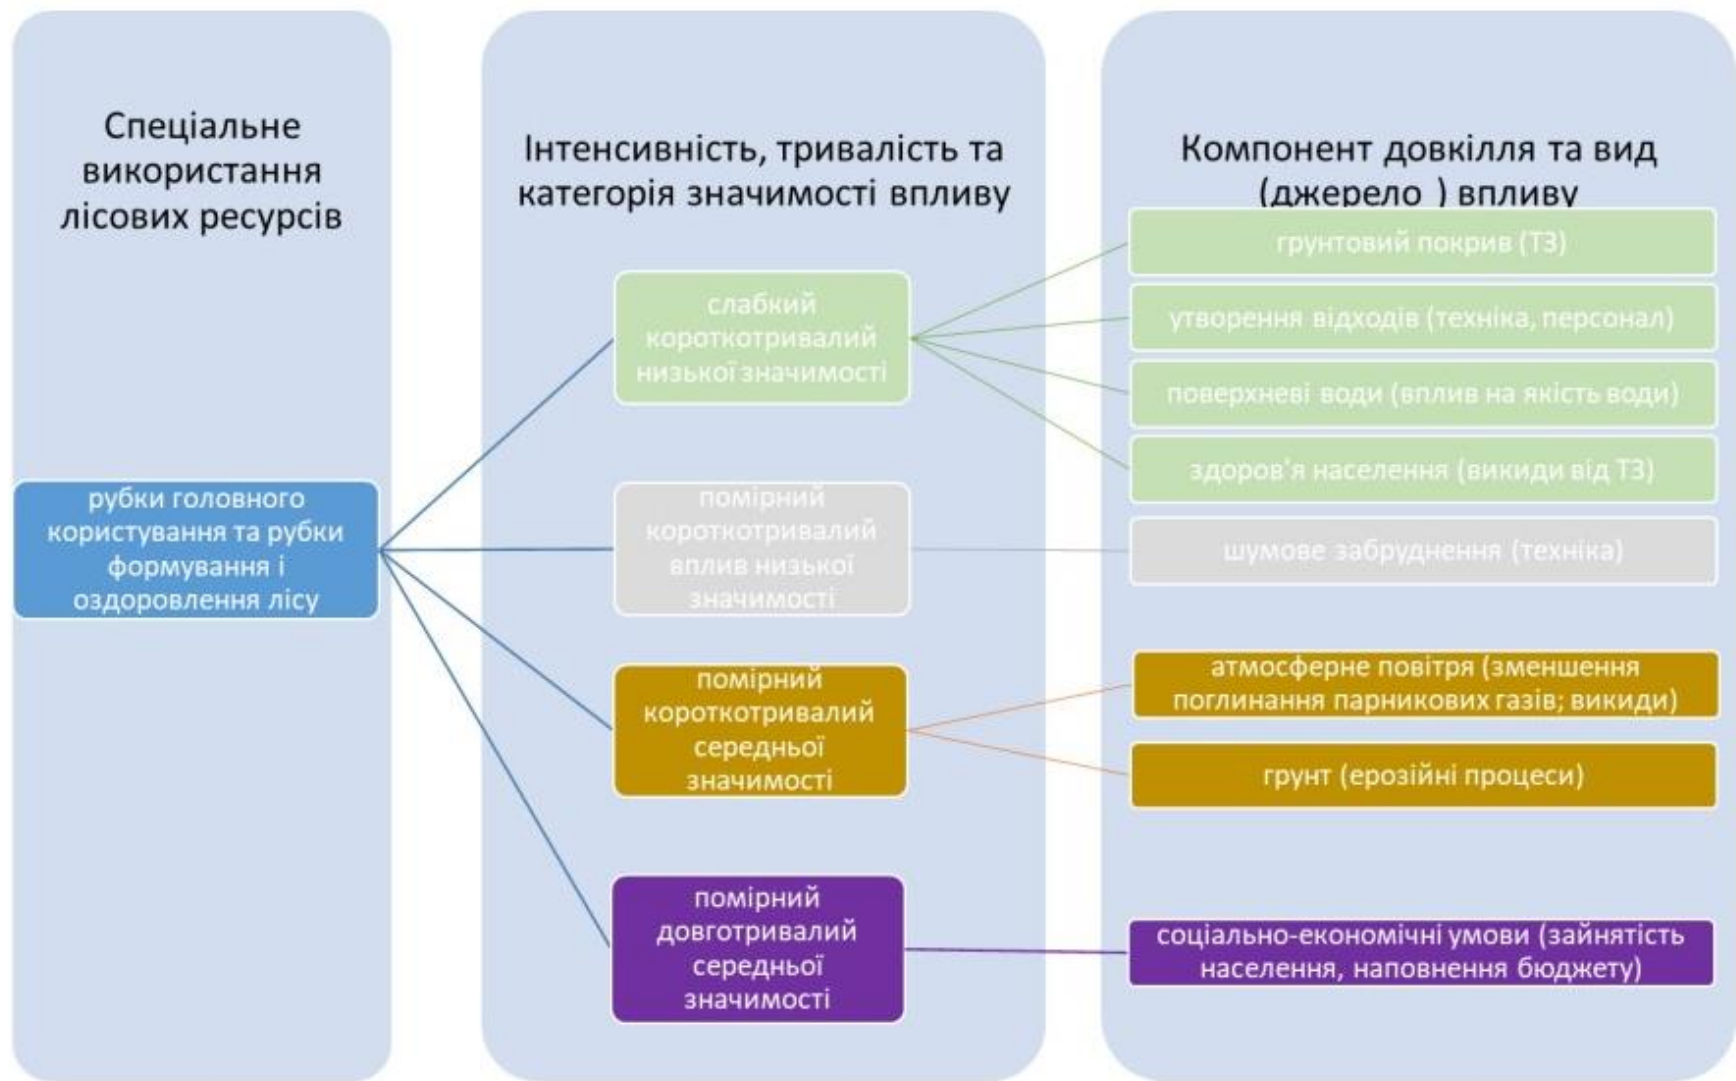 Спеціальне
використання
лісових ресурсів
рубки головного
користування та рубки
формування і
оздоровлення лісу
Інтенсивність, тривалість та
категорія значимості впливу
слабкий
короткотривалий
низької значимості
помірний
короткотривалий
вплив низької
значимості
помірний
короткотривалий
середньої
значимості
помірний
довготривалий
середньої
значимості
Компонент довкілля та вид
(джерело ) впливу
грунтовий покрив (ТЗ)
утворення відходів (техніка, персонал)
поверхневі води (вплив на якість води)
здоров'я населення (викиди від ТЗ)
шумове забруднення (техніка)
атмосферне повітря (зменшення
поглинання парникових газів; викиди)
грунт (ерозійні процеси)
соціально-економічні умови (зайнятість
населення, наповнення бюджету)